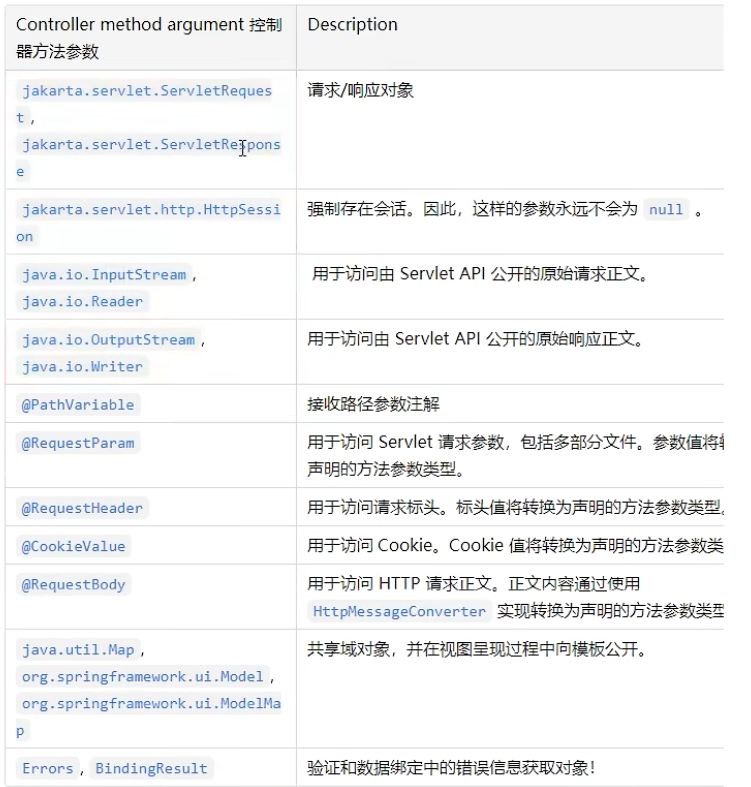 Controller method argument 控制
器方法参数
Description
jakarta.servlet.ServletReques
t,
jakarta.servlet.ServletRespons
e
请求/响应对象
jakarta.servlet.http.HttpSessi
on
强制存在会话。因此，这样的参数永远不会为 null 。
java.io.InputStream,
java.io.Reader
用于访问由 Servlet API 公开的原始请求正文。
java.io.OutputStream,
java.io.Writer
用于访问由 Servlet API 公开的原始响应正文。
@PathVariable
接收路径参数注解
@RequestParam
用于访问 Servlet 请求参数，包括多部分文件。参数值将
声明的方法参数类型。
@RequestHeader
用于访问请求标头。标头值将转换为声明的方法参数类型。
@CookieValue
用于访问 Cookie。Cookie 值将转换为声明的方法参数类
@RequestBody
用于访问 HTTP 请求正文。正文内容通过使用
HttpMessageConverter 实现转换为声明的方法参数类型
java.util.Map,
org.springframework.ui.Model,
org.springframework.ui.ModelMa
p
共享域对象，并在视图呈现过程中向模板公开。
Errors, BindingResult
验证和数据绑定中的错误信息获取对象！